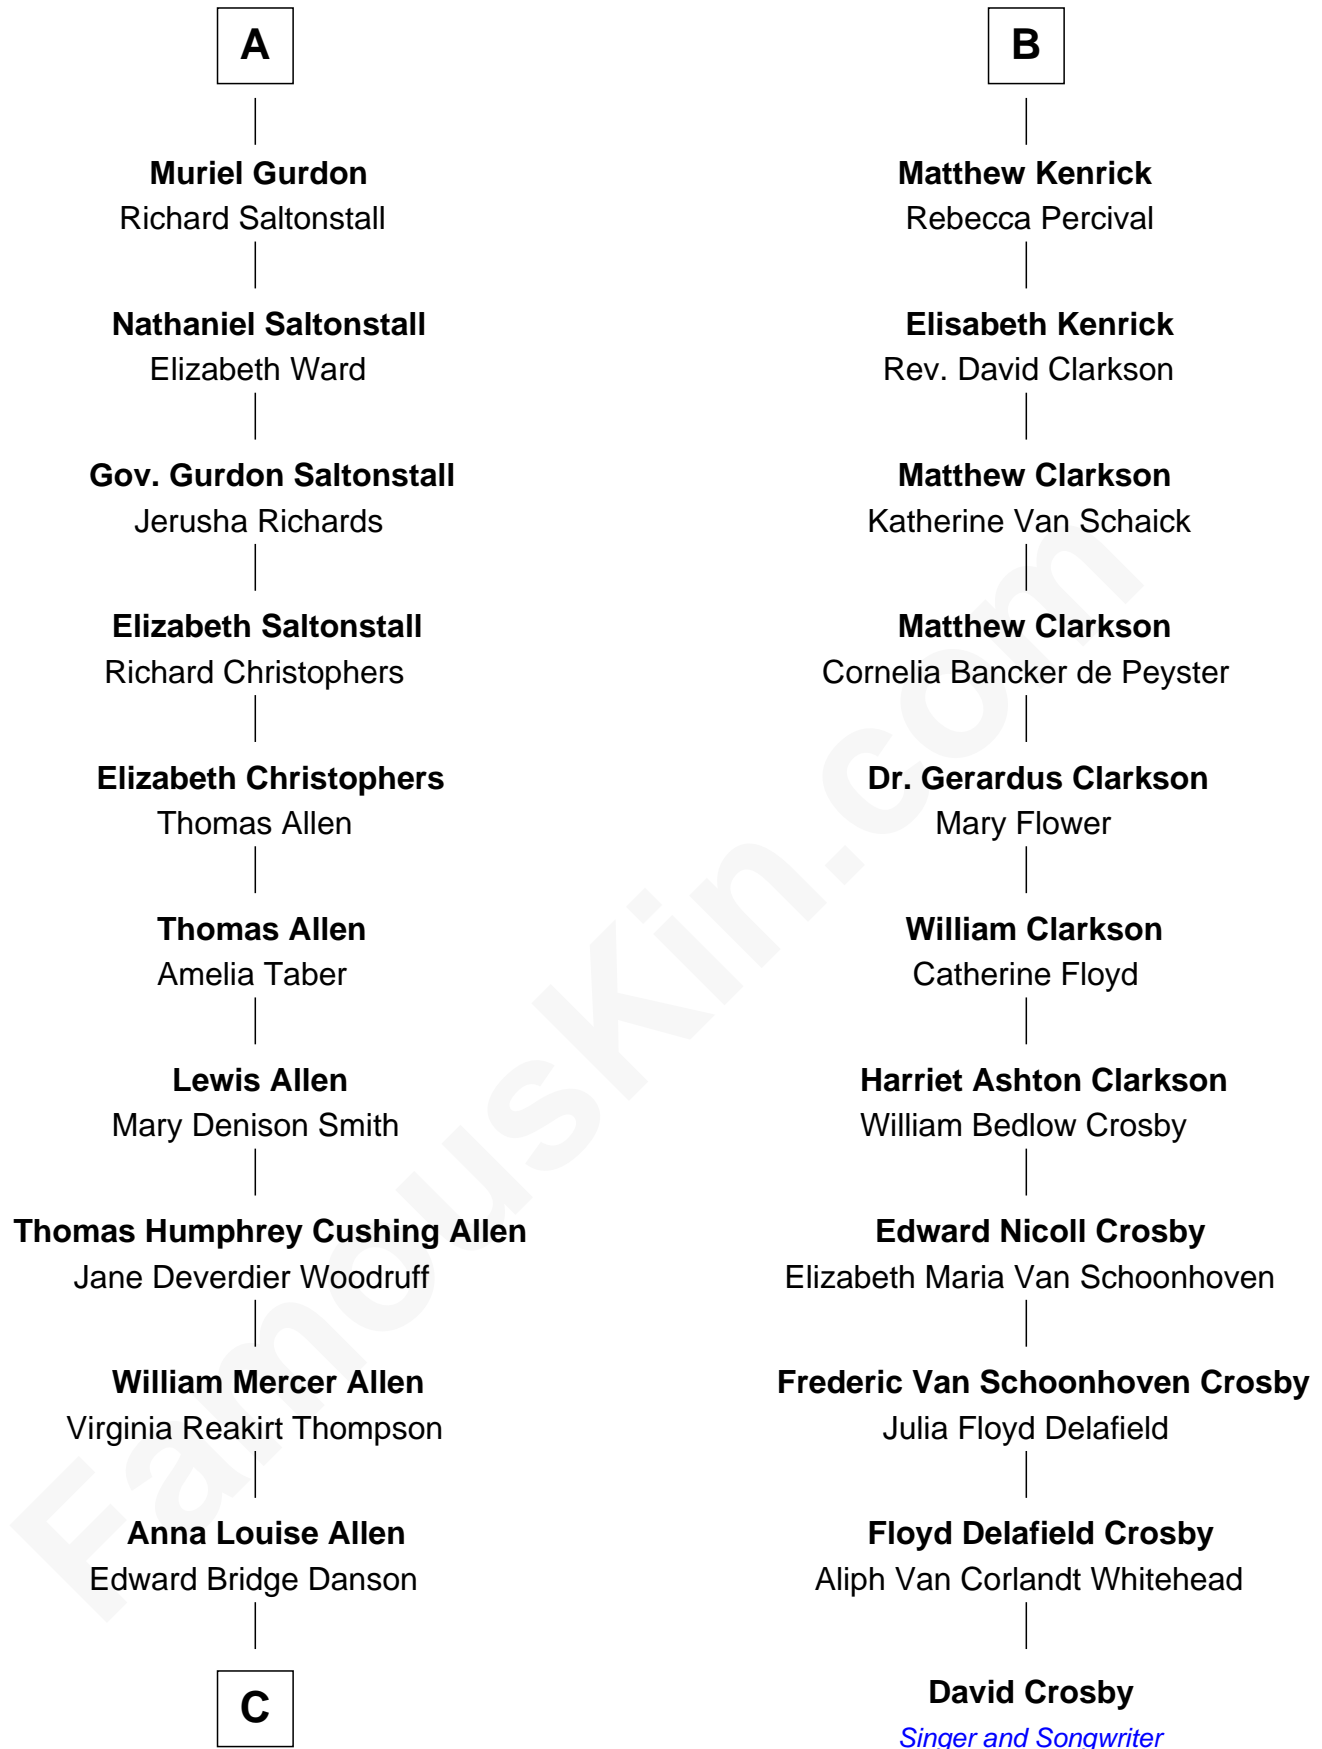 A
Muriel Gurdon
Richard Saltonstall
Nathaniel Saltonstall
Elizabeth Ward
Gov. Gurdon Saltonstall
Jerusha Richards
Elizabeth Saltonstall
Richard Christophers
Elizabeth Christophers
Thomas Allen
Thomas Allen
Amelia Taber
Lewis Allen
Mary Denison Smith
Thomas Humphrey Cushing Allen
Jane Deverdier Woodruff
William Mercer Allen
Virginia Reakirt Thompson
Anna Louise Allen
Edward Bridge Danson
C
B
Matthew Kenrick
Rebecca Percival
Elisabeth Kenrick
Rev. David Clarkson
Matthew Clarkson
Katherine Van Schaick
Matthew Clarkson
Cornelia Bancker de Peyster
Dr. Gerardus Clarkson
Mary Flower
William Clarkson
Catherine Floyd
Harriet Ashton Clarkson
William Bedlow Crosby
Edward Nicoll Crosby
Elizabeth Maria Van Schoonhoven
Frederic Van Schoonhoven Crosby
Julia Floyd Delafield
Floyd Delafield Crosby
Aliph Van Corlandt Whitehead
David Crosby
Singer and Songwriter
FamousKin.com